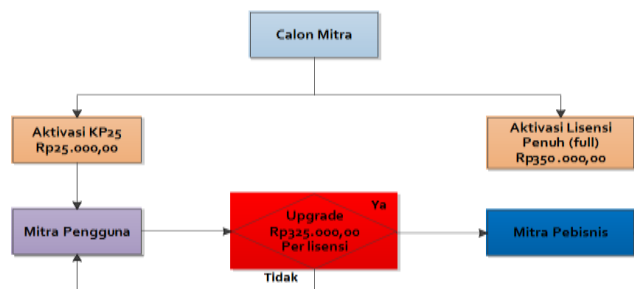 Calon Mitra
Aktivasi KP25
Rp25.000,00
Aktivasi Lisensi
Penuh (full)
Rp350.000,00
Mitra Pengguna
Ya
Upgrade
Rp325.000,00
Per lisensi
Mitra Pebisnis
Tidak